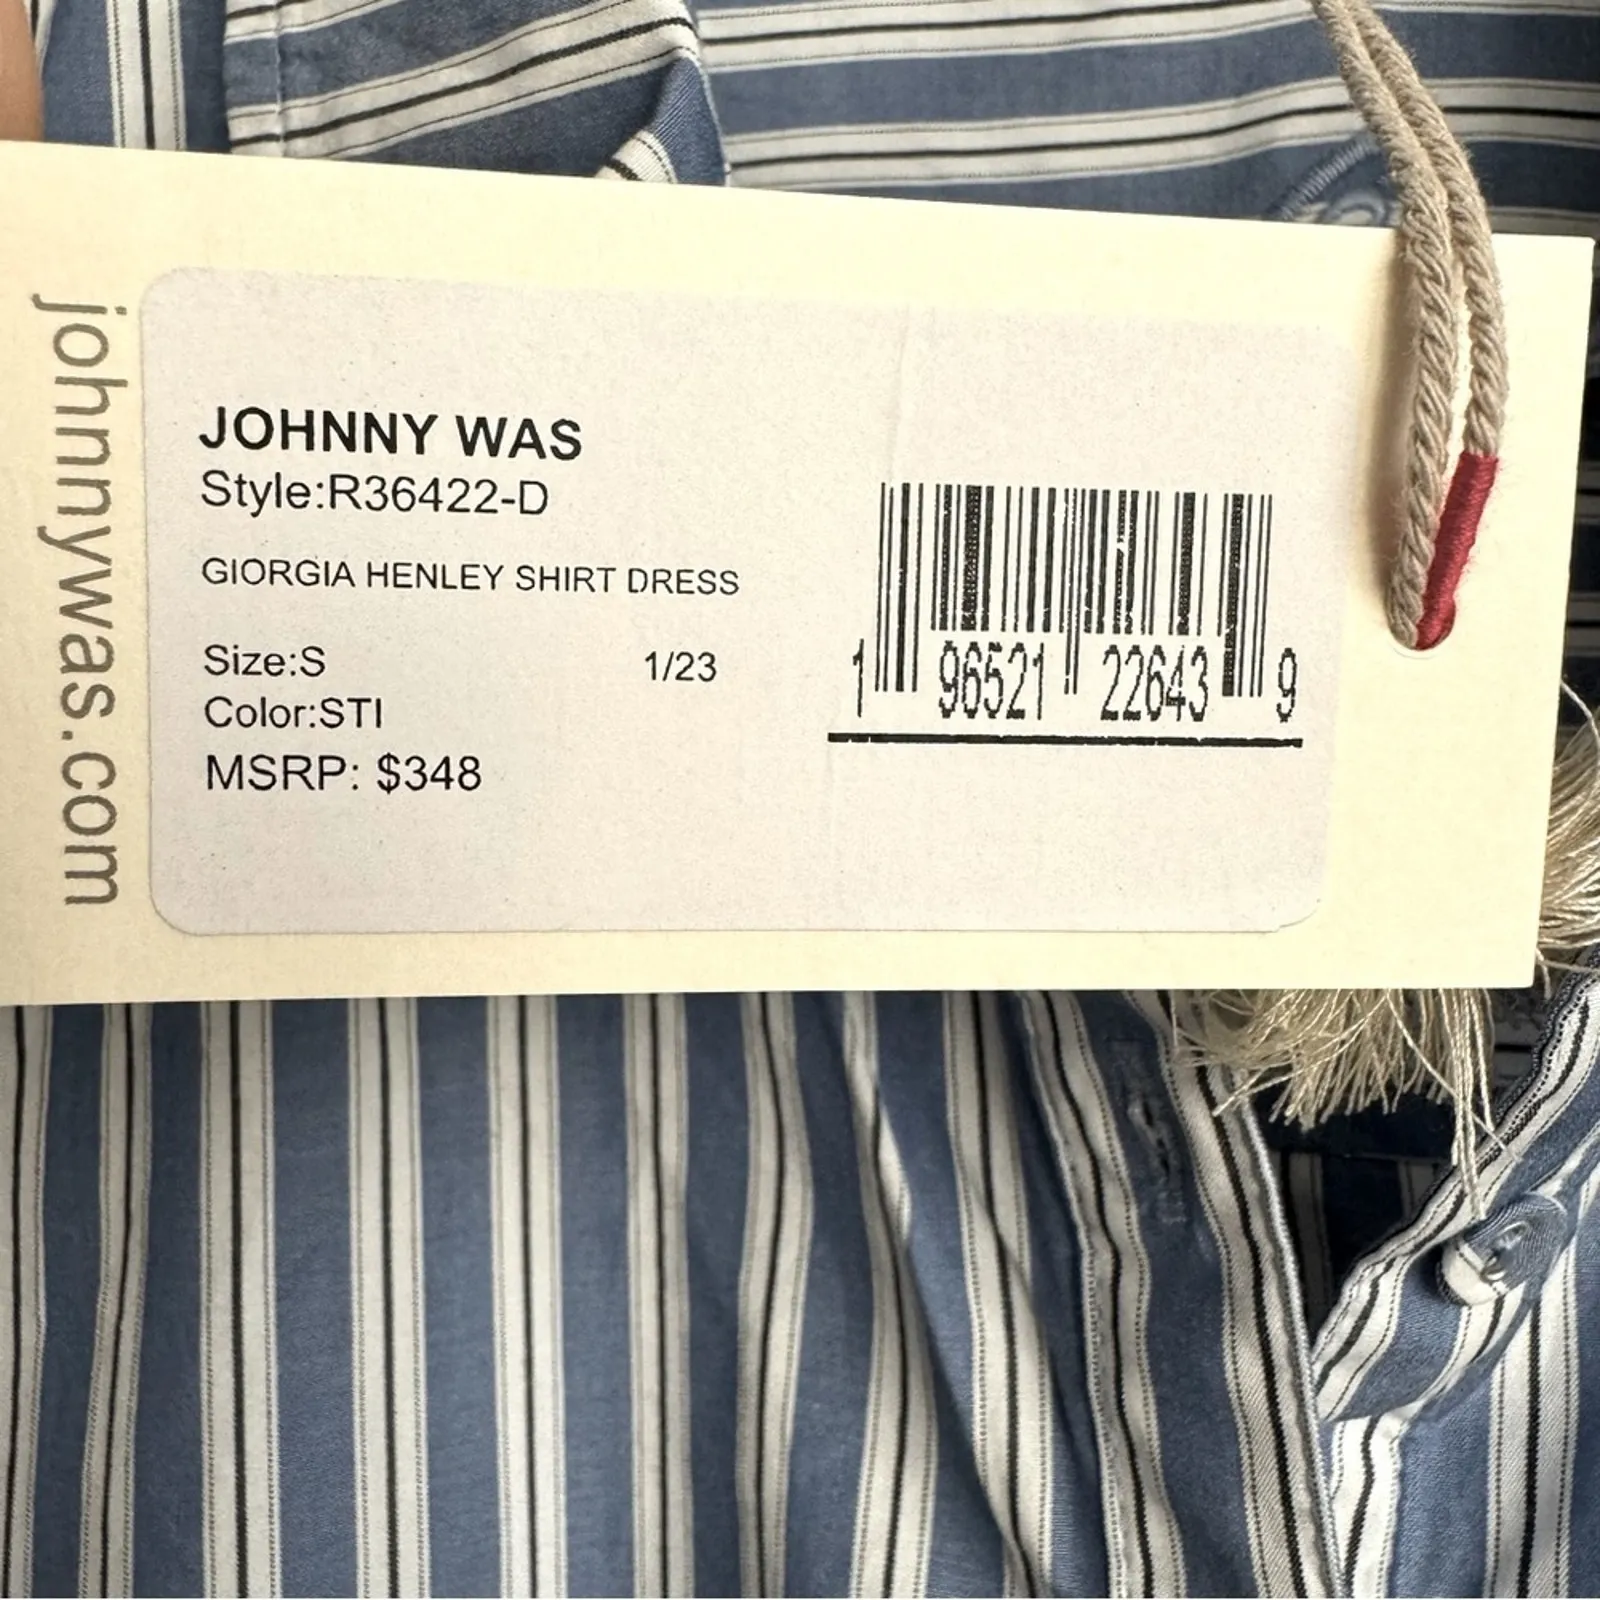 johnnywas.com
JOHNNY WAS
Style:R36422-D
GIORGIA HENLEY SHIRT DRESS
Size:S 1/23
Color:STI
MSRP: $348
1 96521 22643 9